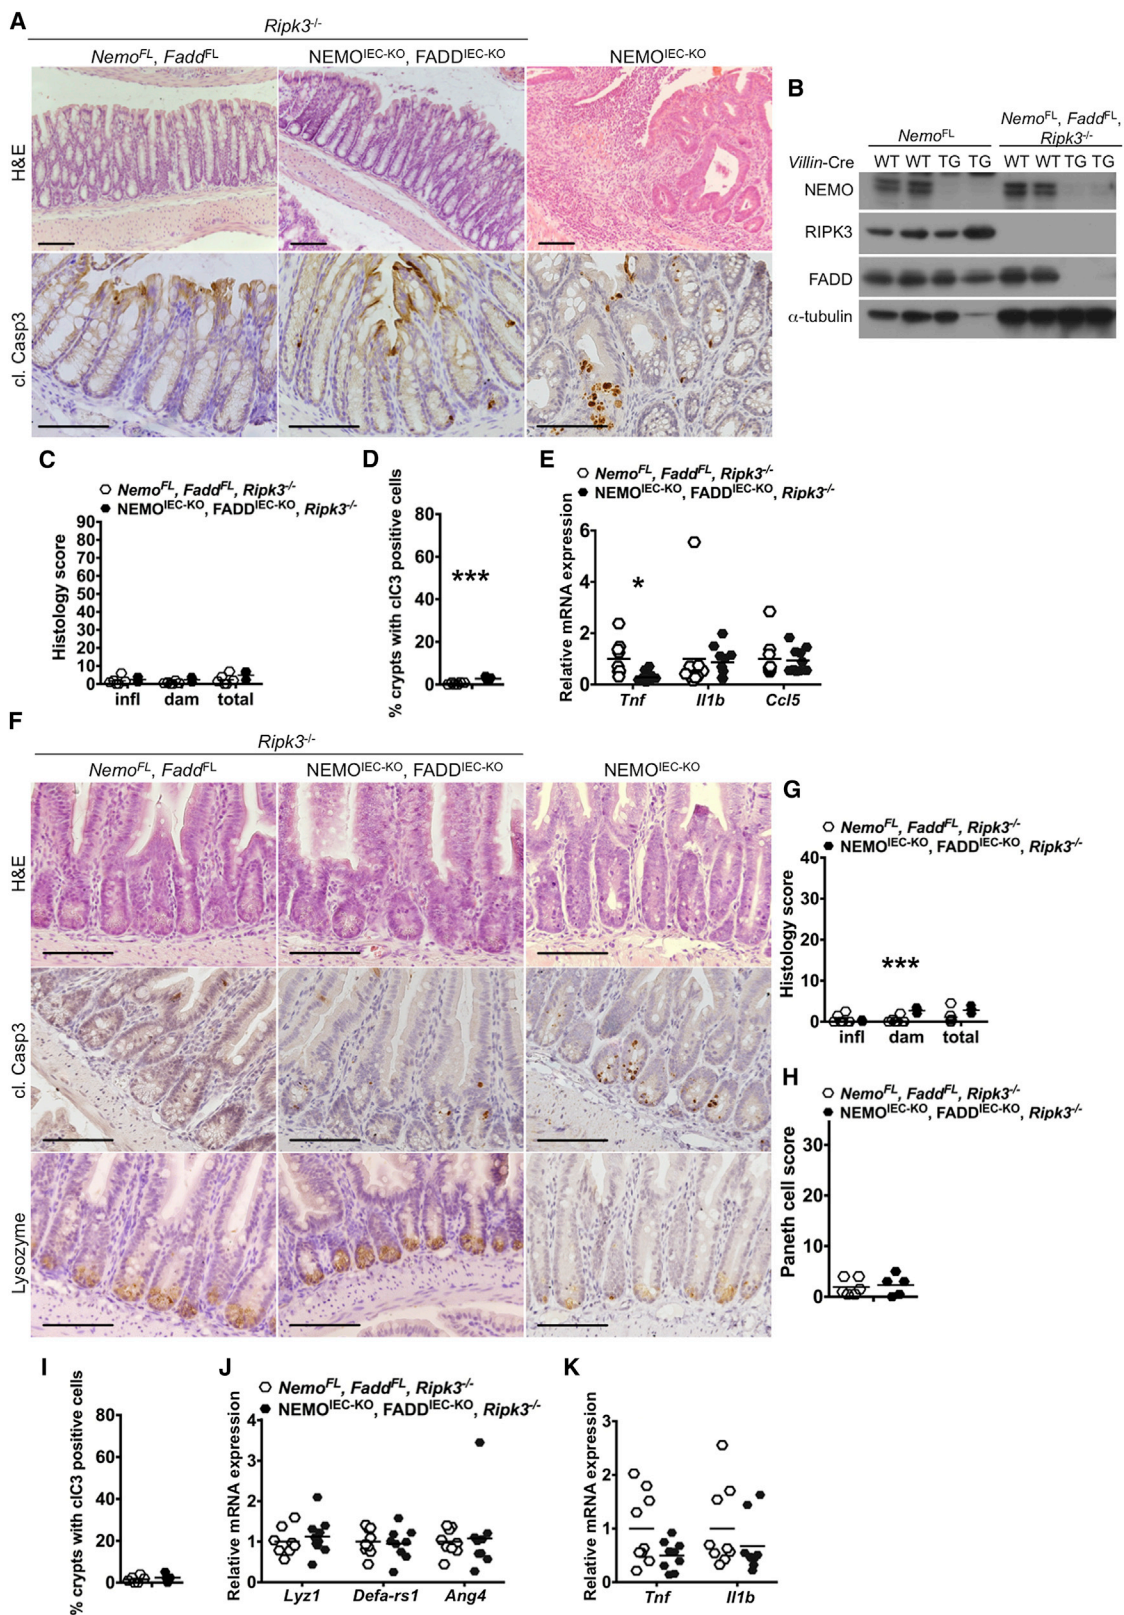 A
Ripk3-/-
NemoFL, FaddFL
NEMOIEC-KO, FADDIEC-KO
NEMOIEC-KO
H&E
cl. Casp3
B
NemoFL
NemoFL, FaddFL,
Ripk3-/-
Villin-Cre WT WT TG TG WT WT TG TG
NEMO
RIPK3
FADD
α-tubulin
C
NemoFL, FaddFL, Ripk3-/-
NEMOIEC-KO, FADDIEC-KO, Ripk3-/-
Histology score
90
80
70
60
50
40
30
20
10
0
infl dam total
D
% crypts with clC3 positive cells
80
60
40
20
0
***
E
NemoFL, FaddFL, Ripk3-/-
NEMOIEC-KO, FADDIEC-KO, Ripk3-/-
Relative mRNA expression
6
4
2
0
*
Tnf Il1b Ccl5
F
Ripk3-/-
NemoFL, FaddFL
NEMOIEC-KO, FADDIEC-KO
NEMOIEC-KO
H&E
cl. Casp3
Lysozyme
G
NemoFL, FaddFL, Ripk3-/-
NEMOIEC-KO, FADDIEC-KO, Ripk3-/-
Histology score
40
30
20
10
0
***
infl dam total
H
NemoFL, FaddFL, Ripk3-/-
NEMOIEC-KO, FADDIEC-KO, Ripk3-/-
Paneth cell score
30
20
10
0
I
% crypts with clC3 positive cells
80
60
40
20
0
J
NemoFL, FaddFL, Ripk3-/-
NEMOIEC-KO, FADDIEC-KO, Ripk3-/-
Relative mRNA expression
4
3
2
1
0
Lyz1 Defa-rs1 Ang4
K
Relative mRNA expression
3
2
1
0
Tnf Il1b